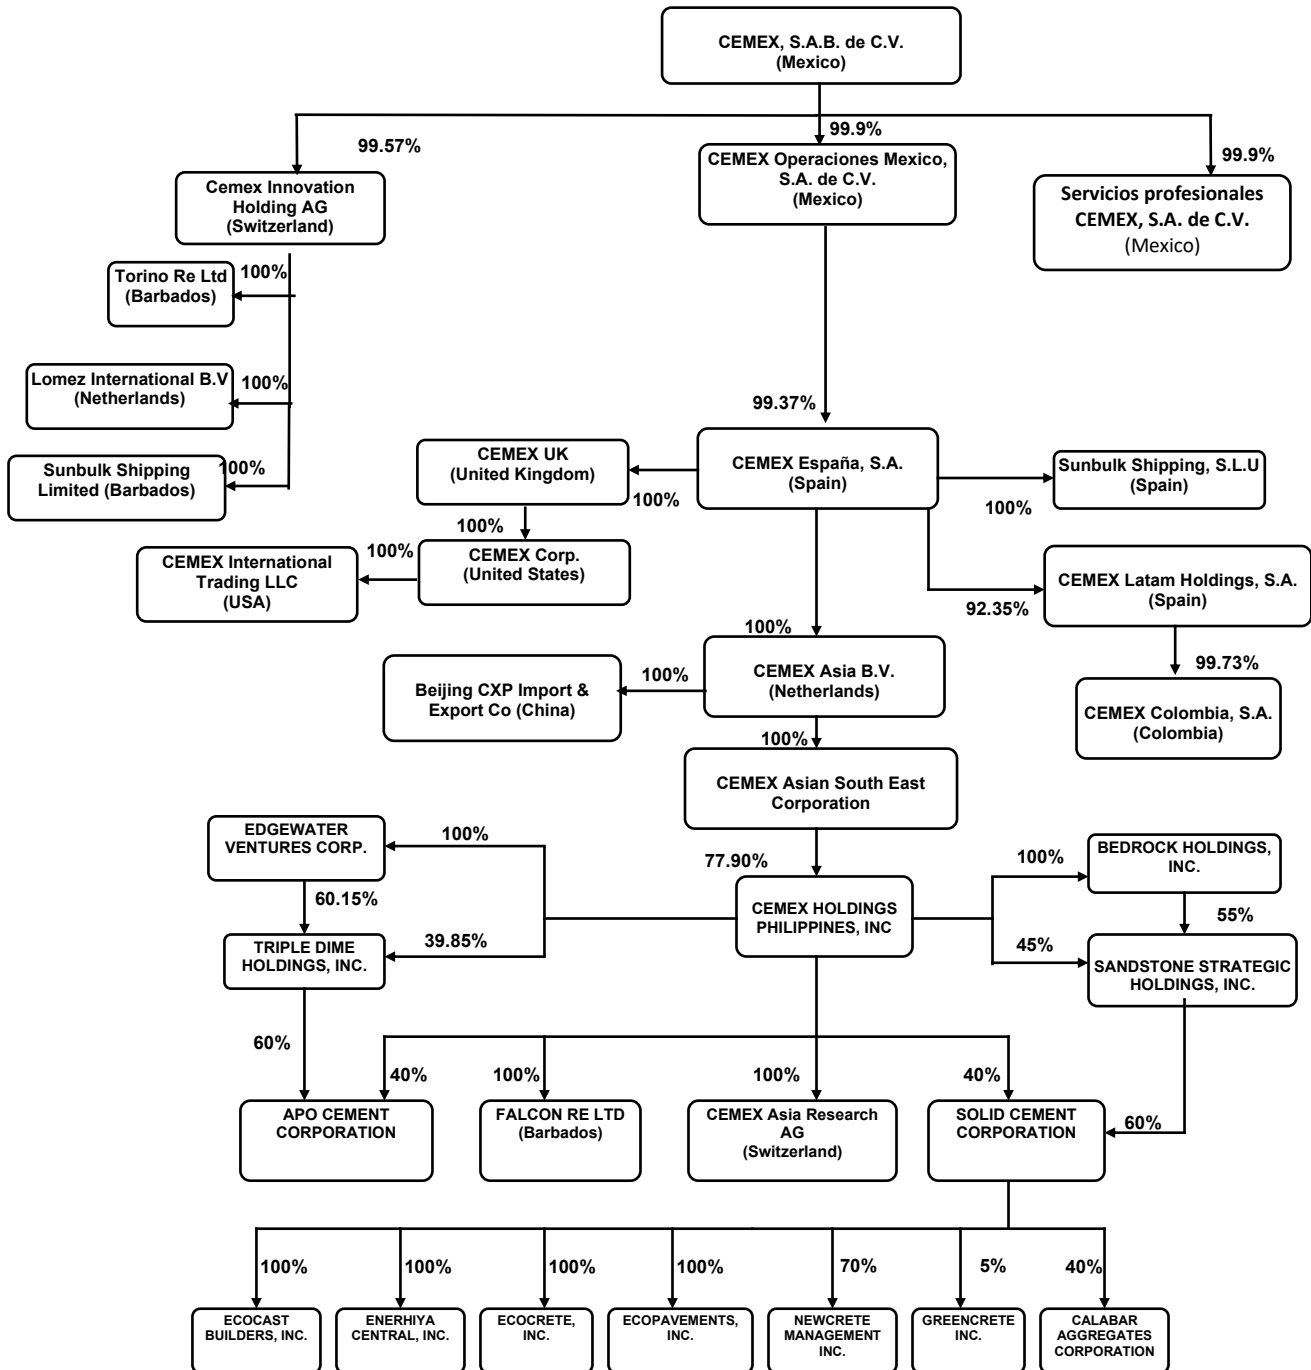 CEMEX, S.A.B. de C.V.
(Mexico)
99.57%
99.9%
99.9%
Cemex Innovation
Holding AG
(Switzerland)
CEMEX Operaciones Mexico,
S.A. de C.V.
(Mexico)
Servicios profesionales
CEMEX, S.A. de C.V.
(Mexico)
Torino Re Ltd
(Barbados)
100%
Lomez International B.V
(Netherlands)
100%
Sunbulk Shipping
Limited (Barbados)
100%
99.37%
CEMEX UK
(United Kingdom)
100%
CEMEX España, S.A.
(Spain)
100%
Sunbulk Shipping, S.L.U
(Spain)
100%
CEMEX International
Trading LLC
(USA)
100%
CEMEX Corp.
(United States)
92.35%
CEMEX Latam Holdings, S.A.
(Spain)
99.73%
CEMEX Colombia, S.A.
(Colombia)
100%
Beijing CXP Import &
Export Co (China)
100%
CEMEX Asia B.V.
(Netherlands)
100%
CEMEX Asian South East
Corporation
77.90%
EDGEWATER
VENTURES CORP.
100%
60.15%
TRIPLE DIME
HOLDINGS, INC.
39.85%
CEMEX HOLDINGS
PHILIPPINES, INC
100%
BEDROCK HOLDINGS,
INC.
55%
45%
SANDSTONE STRATEGIC
HOLDINGS, INC.
60%
40%
100%
100%
40%
60%
APO CEMENT
CORPORATION
FALCON RE LTD
(Barbados)
CEMEX Asia Research
AG
(Switzerland)
SOLID CEMENT
CORPORATION
100%
100%
100%
100%
70%
5%
40%
ECOCAST
BUILDERS, INC.
ENERHIYA
CENTRAL, INC.
ECOCRETE,
INC.
ECOPAVEMENTS,
INC.
NEWCRETE
MANAGEMENT
INC.
GREENCRETE
INC.
CALABAR
AGGREGATES
CORPORATION